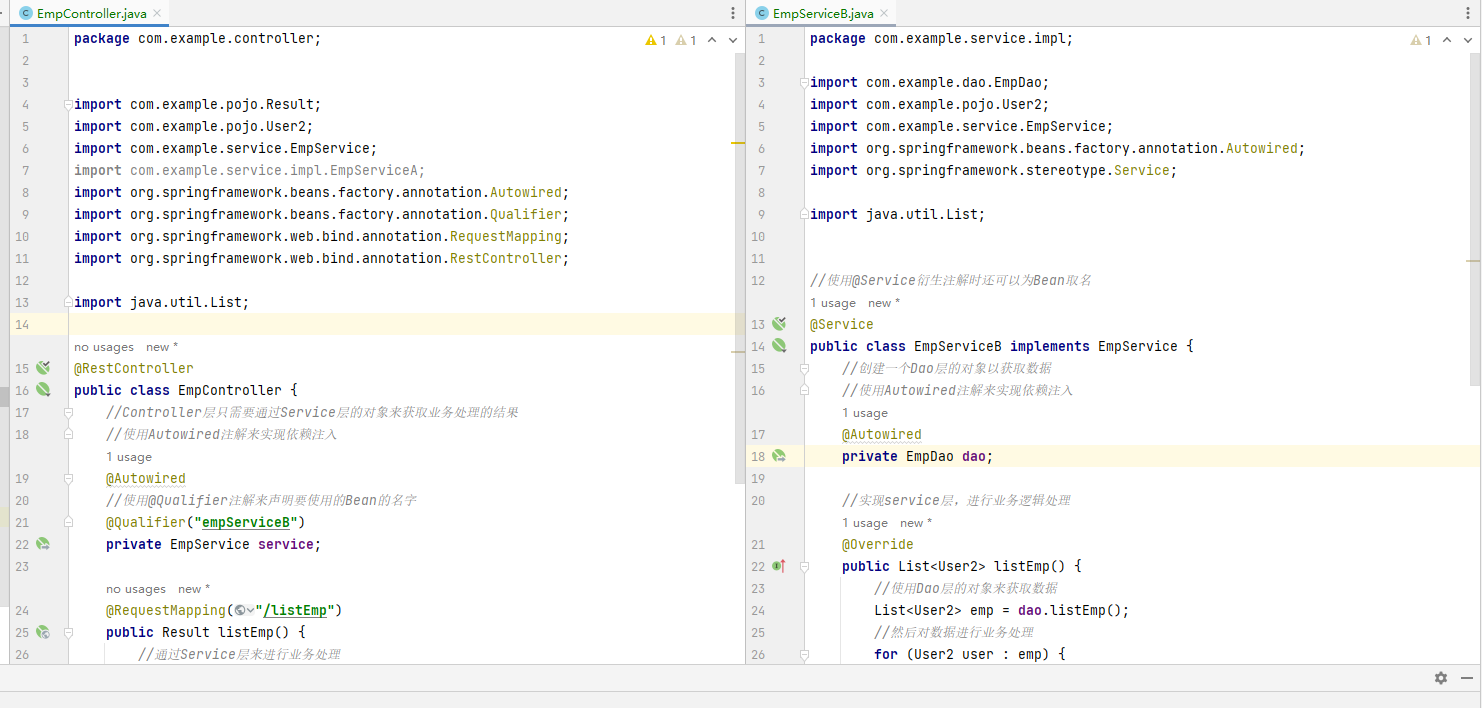 EmpController.java
1 package com.example.controller;
2
3
4 import com.example.pojo.Result;
5 import com.example.pojo.User2;
6 import com.example.service.EmpService;
7 import com.example.service.impl.EmpServiceA;
8 import org.springframework.beans.factory.annotation.Autowired;
9 import org.springframework.beans.factory.annotation.Qualifier;
10 import org.springframework.web.bind.annotation.RequestMapping;
11 import org.springframework.web.bind.annotation.RestController;
12
13 import java.util.List;
14
no usages new *
15 @RestController
16 public class EmpController {
17 //Controller层只需要通过Service层的对象来获取业务处理的结果
18 //使用Autowired注解来实现依赖注入
1 usage
19 @Autowired
20 //使用@Qualifier注解来声明要使用的Bean的名字
21 @Qualifier("empServiceB")
22 private EmpService service;
23
no usages new *
24 @RequestMapping("/listEmp")
25 public Result listEmp() {
26 //通过Service层来进行业务处理
1 1
EmpServiceB.java
1 package com.example.service.impl;
2
3 import com.example.dao.EmpDao;
4 import com.example.pojo.User2;
5 import com.example.service.EmpService;
6 import org.springframework.beans.factory.annotation.Autowired;
7 import org.springframework.stereotype.Service;
8
9 import java.util.List;
10
11
12 //使用@Service衍生注解时还可以为Bean取名
1 usage new *
13 @Service
14 public class EmpServiceB implements EmpService {
15 //创建一个Dao层的对象以获取数据
16 //使用Autowired注解来实现依赖注入
1 usage
17 @Autowired
18 private EmpDao dao;
19
20 //实现service层，进行业务逻辑处理
1 usage new *
21 @Override
22 public List<User2> listEmp() {
23 //使用Dao层的对象来获取数据
24 List<User2> emp = dao.listEmp();
25 //然后对数据进行业务处理
26 for (User2 user : emp) {
1